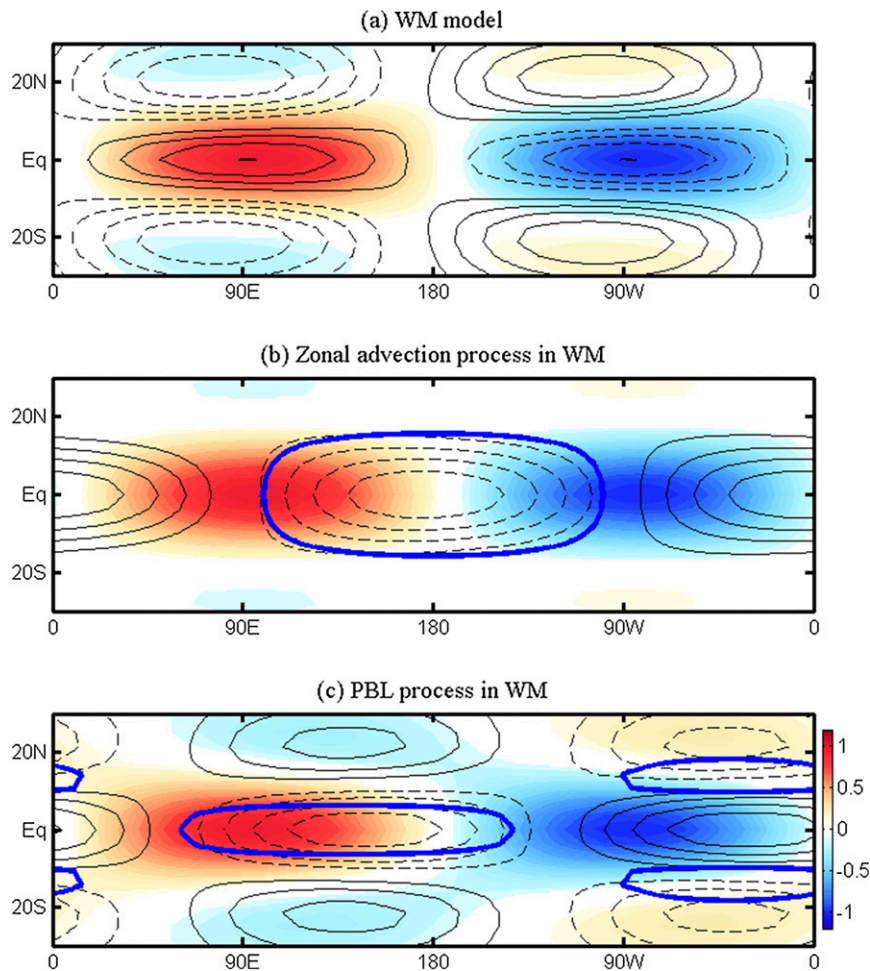 (a) WM model
20N
Eq
20S
0 90E 180 90W 0
(b) Zonal advection process in WM
20N
Eq
20S
0 90E 180 90W 0
(c) PBL process in WM
20N
Eq
20S
0 90E 180 90W 0
1
0.5
0
-0.5
-1